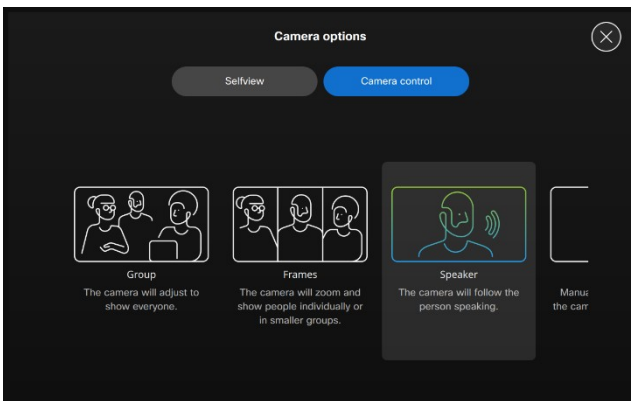 Camera options
Selfview
Camera control
Group
The camera will adjust to
show everyone.
Frames
The camera will zoom and
show people individually or
in smaller groups.
Speaker
The camera will follow the
person speaking.
the